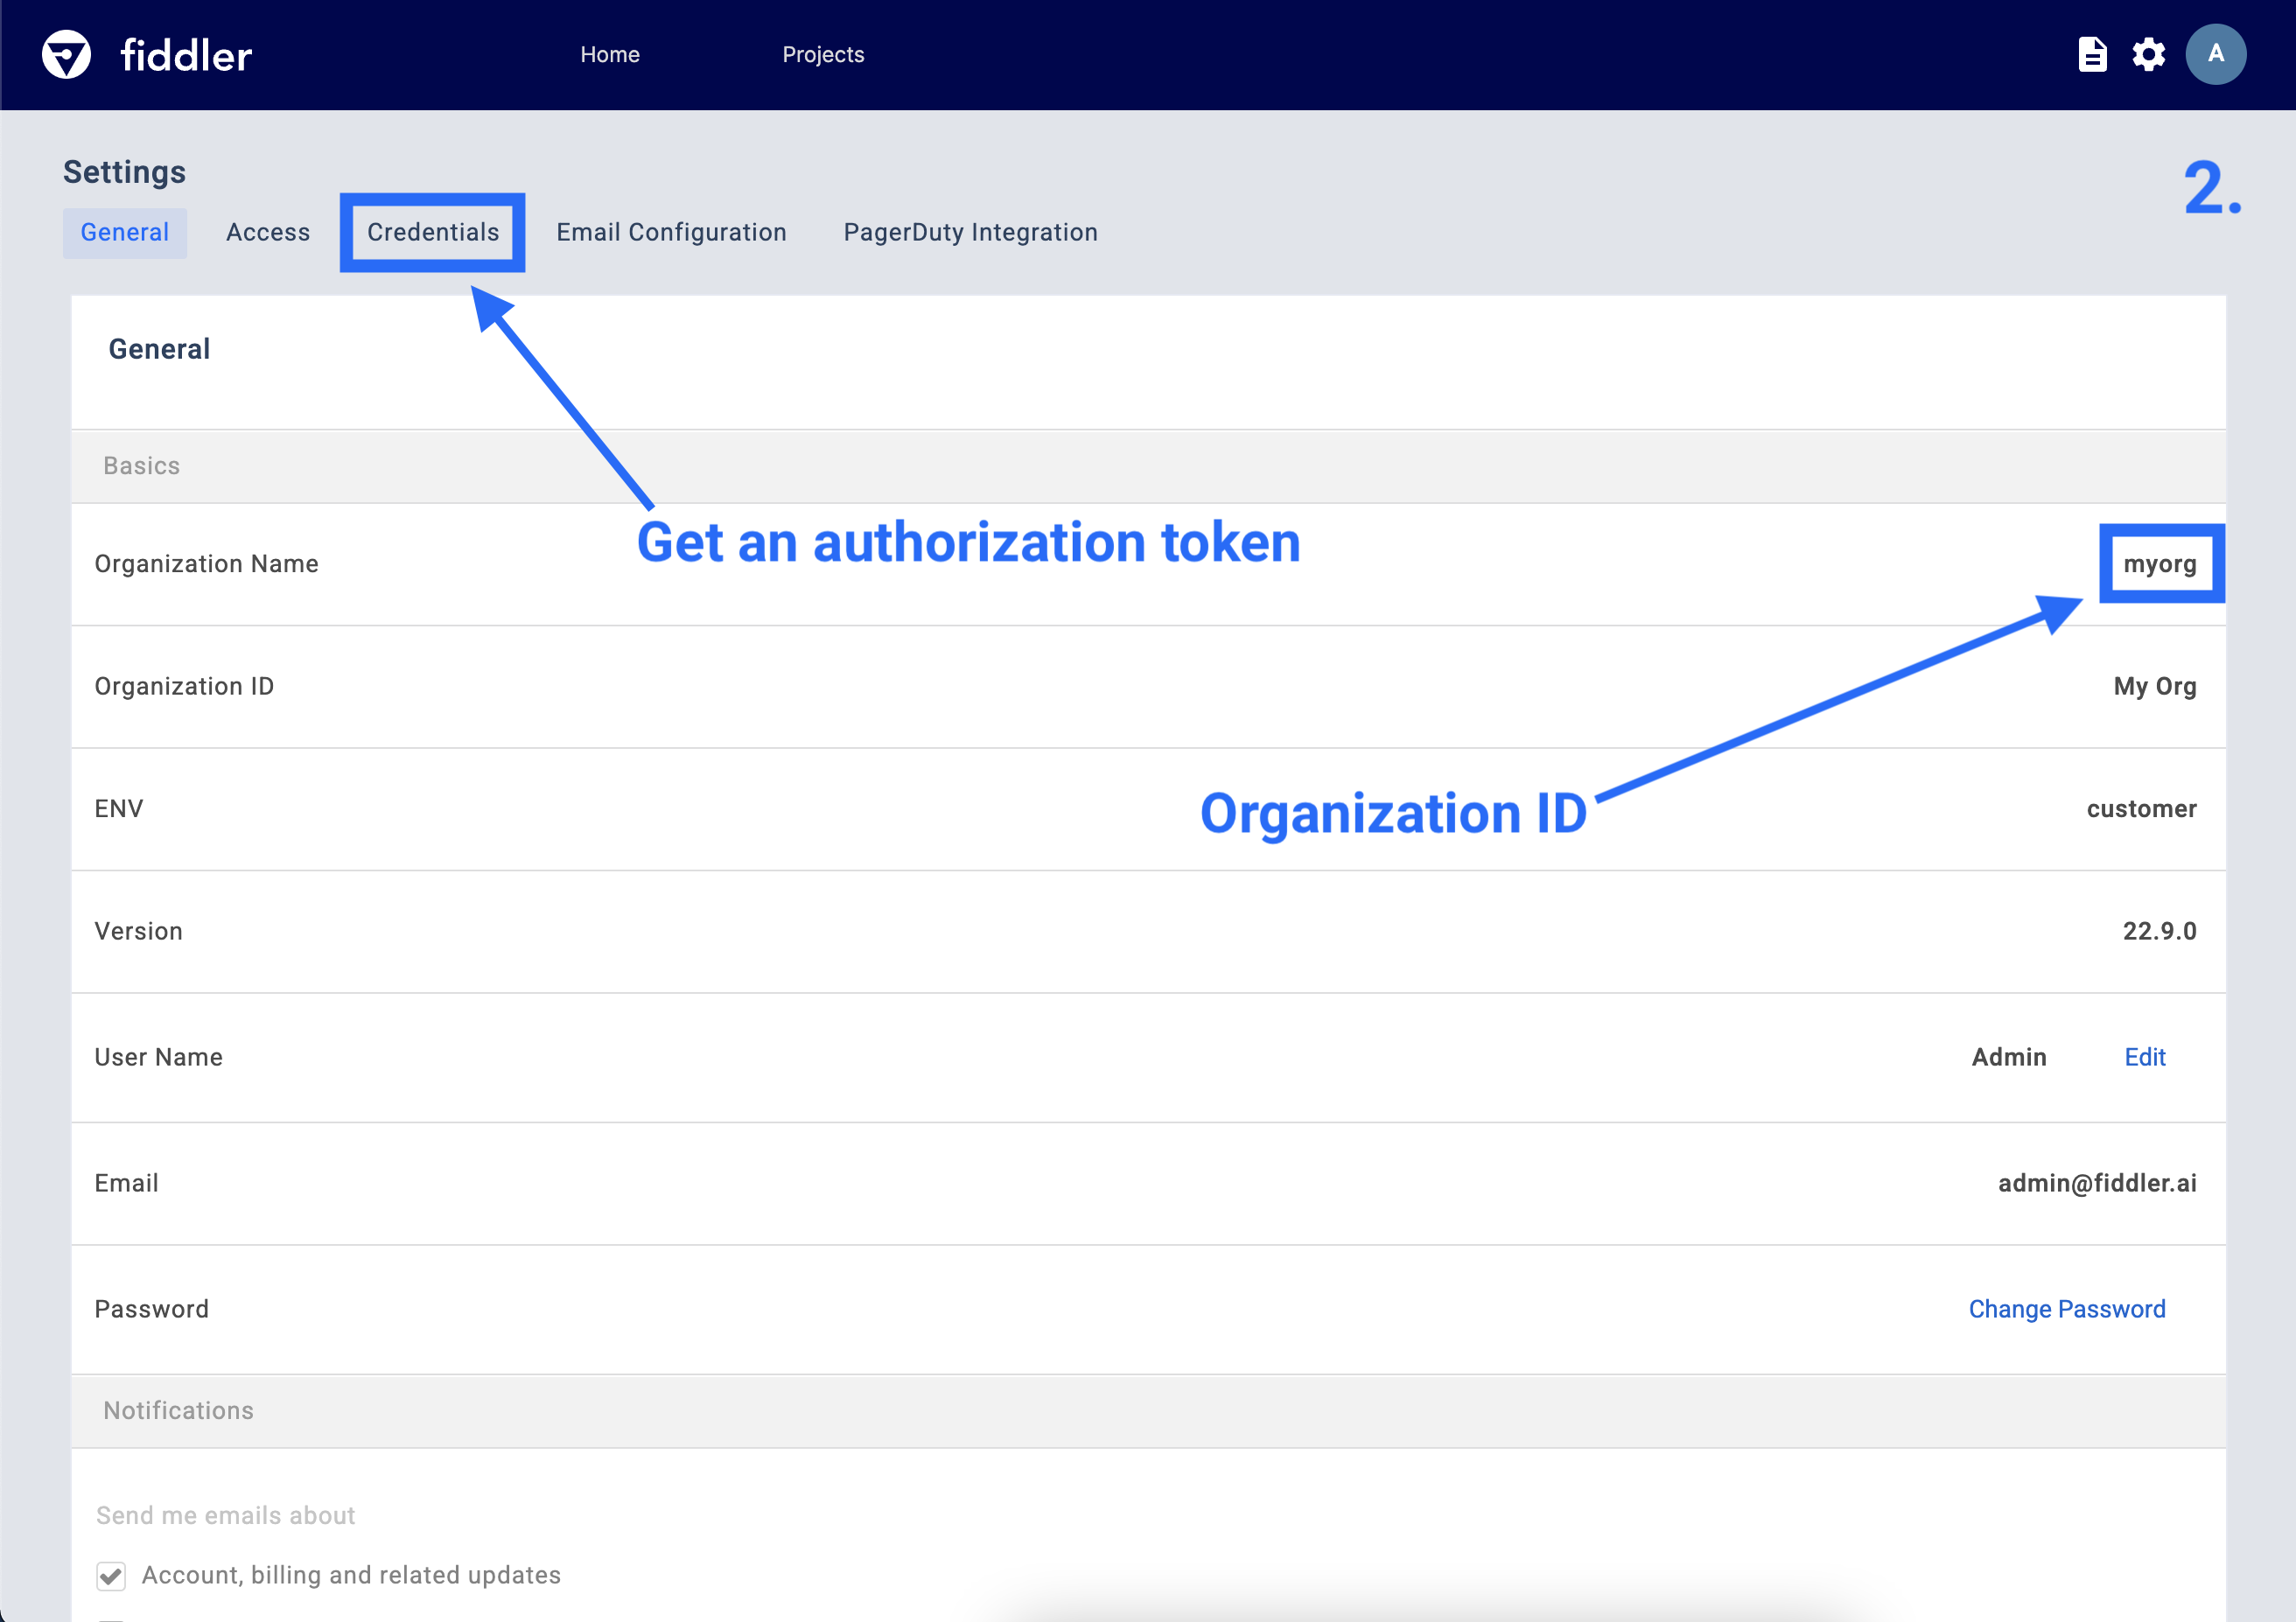 fiddler
Home
Projects
A
Settings
2.
General
Access
Credentials
Email Configuration
PagerDuty Integration
General
Basics
Get an authorization token
Organization Name
myorg
Organization ID
My Org
Organization ID
ENV
customer
Version
22.9.0
User Name
Admin
Edit
Email
admin@fiddler.ai
Password
Change Password
Notifications
Send me emails about
Account, billing and related updates